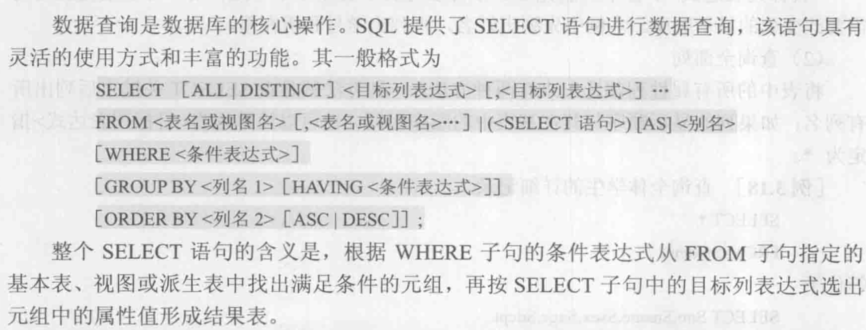 数据查询是数据库的核心操作。SQL 提供了 SELECT 语句进行数据查询，该语句具有
灵活的使用方式和丰富的功能。其一般格式为
SELECT ［ALL | DISTINCT］<目标列表达式>［,<目标列表达式>］…
FROM <表名或视图名>［,<表名或视图名>…］| (<SELECT 语句>) [AS] <别名>
［WHERE <条件表达式>］
［GROUP BY <列名 1>［HAVING <条件表达式>］］
［ORDER BY <列名 2>［ASC | DESC］］;
整个 SELECT 语句的含义是，根据 WHERE 子句的条件表达式从 FROM 子句指定的
基本表、视图或派生表中找出满足条件的元组，再按 SELECT 子句中的目标列表达式选出
元组中的属性值形成结果表。